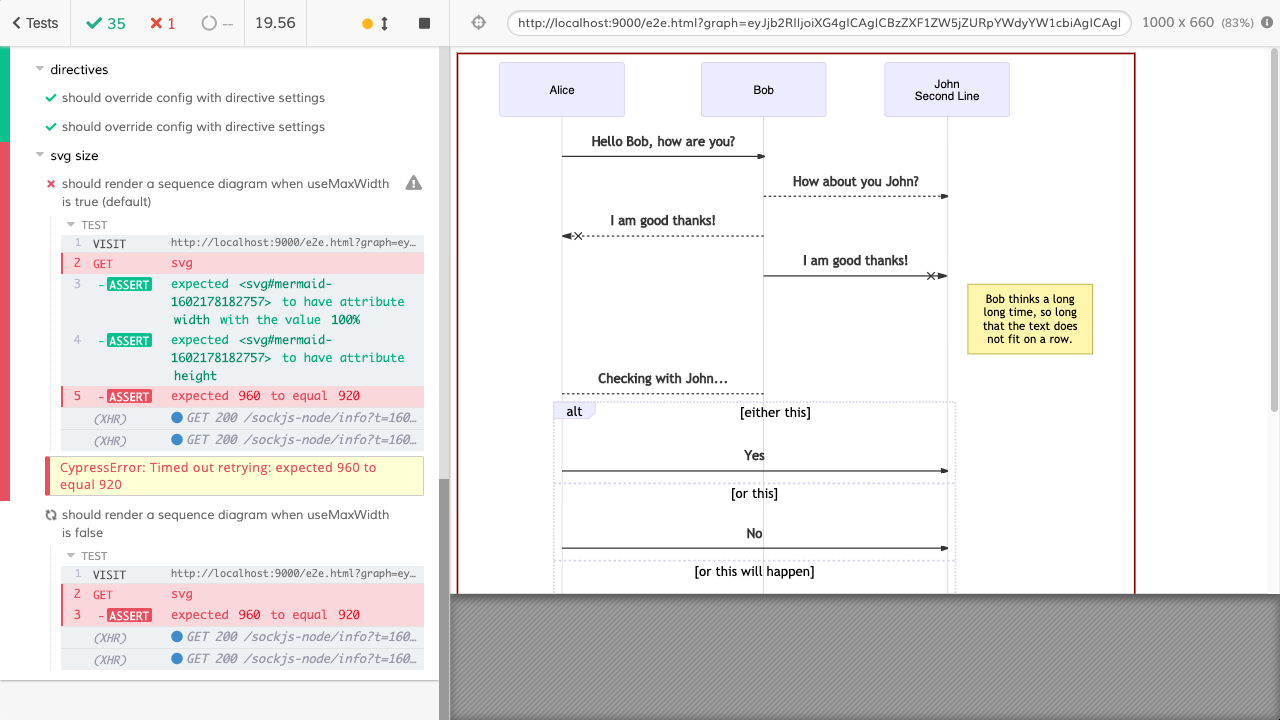 Tests
35
1
--
19.56
http://localhost:9000/e2e.html?graph=eyJjb2RlIjoiXG4gICAgICBzZXF1ZW5jZURpYWdyYW1cbiAgICAgI
1000 x 660 (83%)
directives
should override config with directive settings
should override config with directive settings
svg size
should render a sequence diagram when useMaxWidth
is true (default)
TEST
1 VISIT http://localhost:9000/e2e.html?graph=ey…
2 GET svg
3 -ASSERT expected <svg#mermaid-
1602178182757> to have attribute
width with the value 100%
4 -ASSERT expected <svg#mermaid-
1602178182757> to have attribute
height
5 -ASSERT expected 960 to equal 920
(XHR) GET 200 /sockjs-node/info?t=160…
(XHR) GET 200 /sockjs-node/info?t=160…
CypressError: Timed out retrying: expected 960 to
equal 920
should render a sequence diagram when useMaxWidth
is false
TEST
1 VISIT http://localhost:9000/e2e.html?graph=ey…
2 GET svg
3 -ASSERT expected 960 to equal 920
(XHR) GET 200 /sockjs-node/info?t=160…
(XHR) GET 200 /sockjs-node/info?t=160…
Alice
Bob
John
Second Line
Hello Bob, how are you?
How about you John?
I am good thanks!
I am good thanks!
Bob thinks a long
long time, so long
that the text does
not fit on a row.
Checking with John...
alt
[either this]
Yes
[or this]
No
[or this will happen]